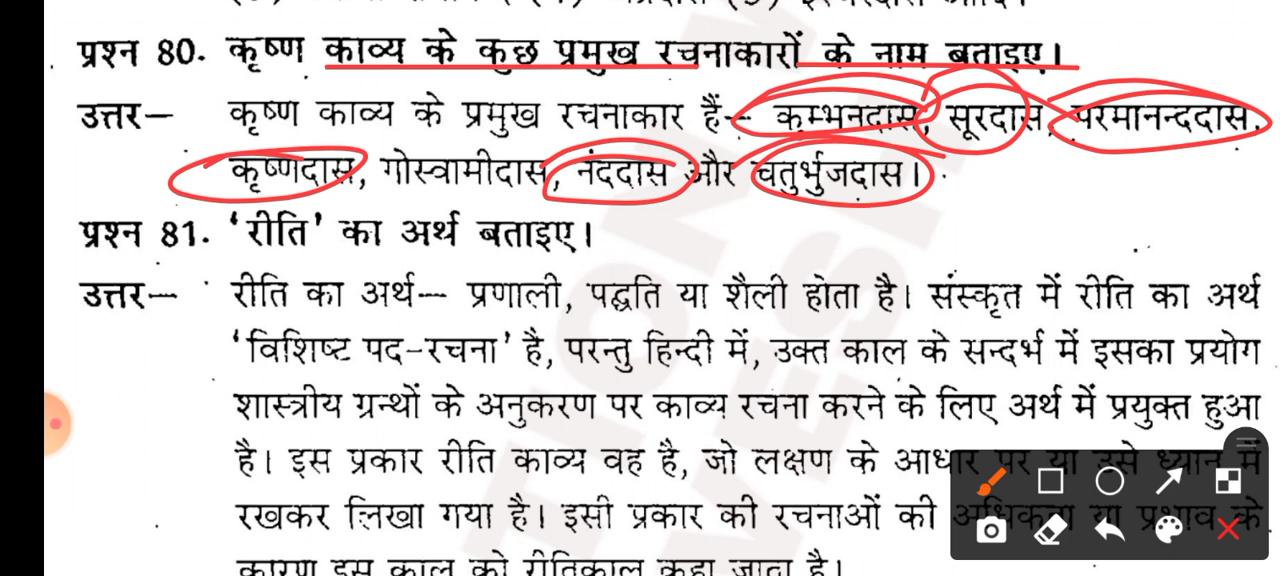 प्रश्न 80. कृष्ण काव्य के कुछ प्रमुख रचनाकारों के नाम बताइए।
उत्तर— कृष्ण काव्य के प्रमुख रचनाकार हैं— कुम्भनदास, सूरदास, परमानन्ददास,
कृष्णदास, गोस्वामीदास, नंददास और चतुर्भुजदास।
प्रश्न 81. ‘रीति’ का अर्थ बताइए।
उत्तर— रीति का अर्थ— प्रणाली, पद्धति या शैली होता है। संस्कृत में रीति का अर्थ
‘विशिष्ट पद-रचना’ है, परन्तु हिन्दी में, उक्त काल के सन्दर्भ में इसका प्रयोग
शास्त्रीय ग्रन्थों के अनुकरण पर काव्य रचना करने के लिए अर्थ में प्रयुक्त हुआ
है। इस प्रकार रीति काव्य वह है, जो लक्षण के आधार पर या उसे ध्यान में
रखकर लिखा गया है। इसी प्रकार की रचनाओं की अधिकता या प्रभाव के
कारण इस काल को रीतिकाल कहा जाता है।